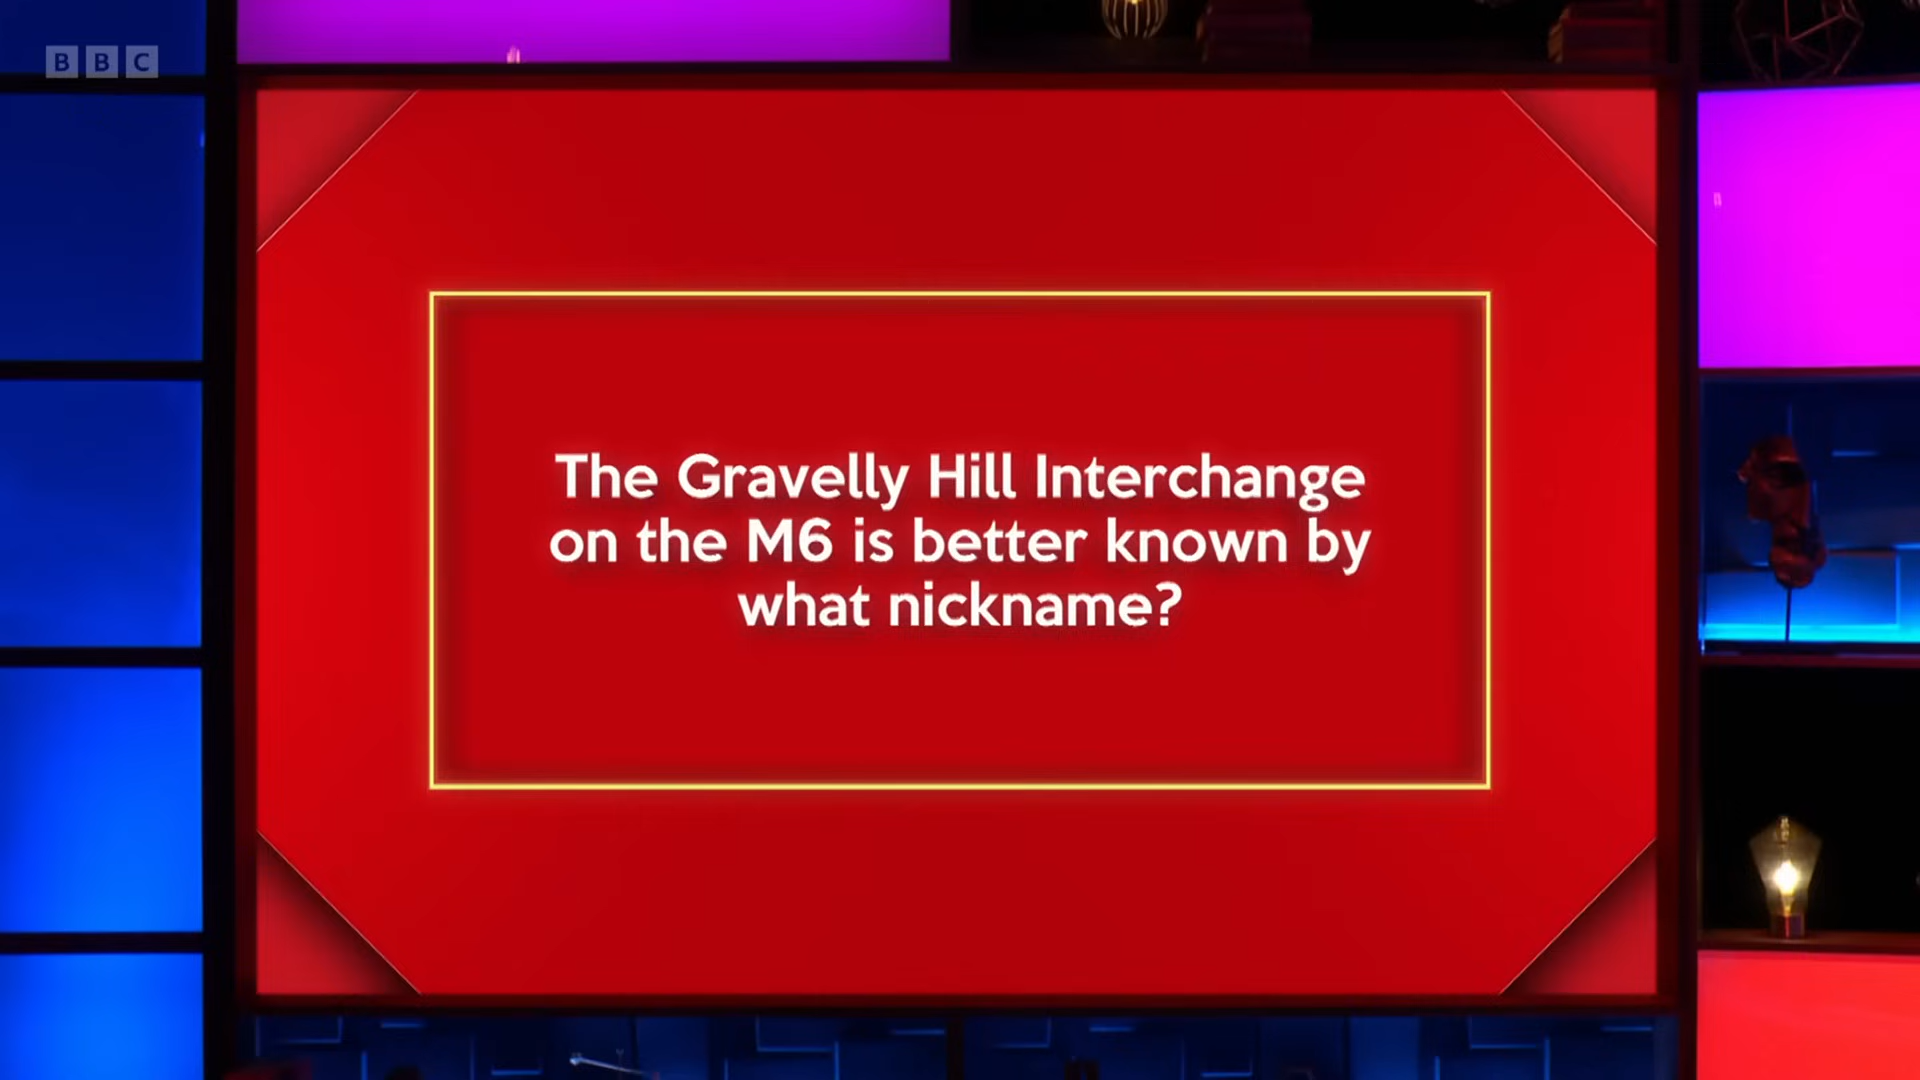 BBC
The Gravelly Hill Interchange
on the M6 is better known by
what nickname?